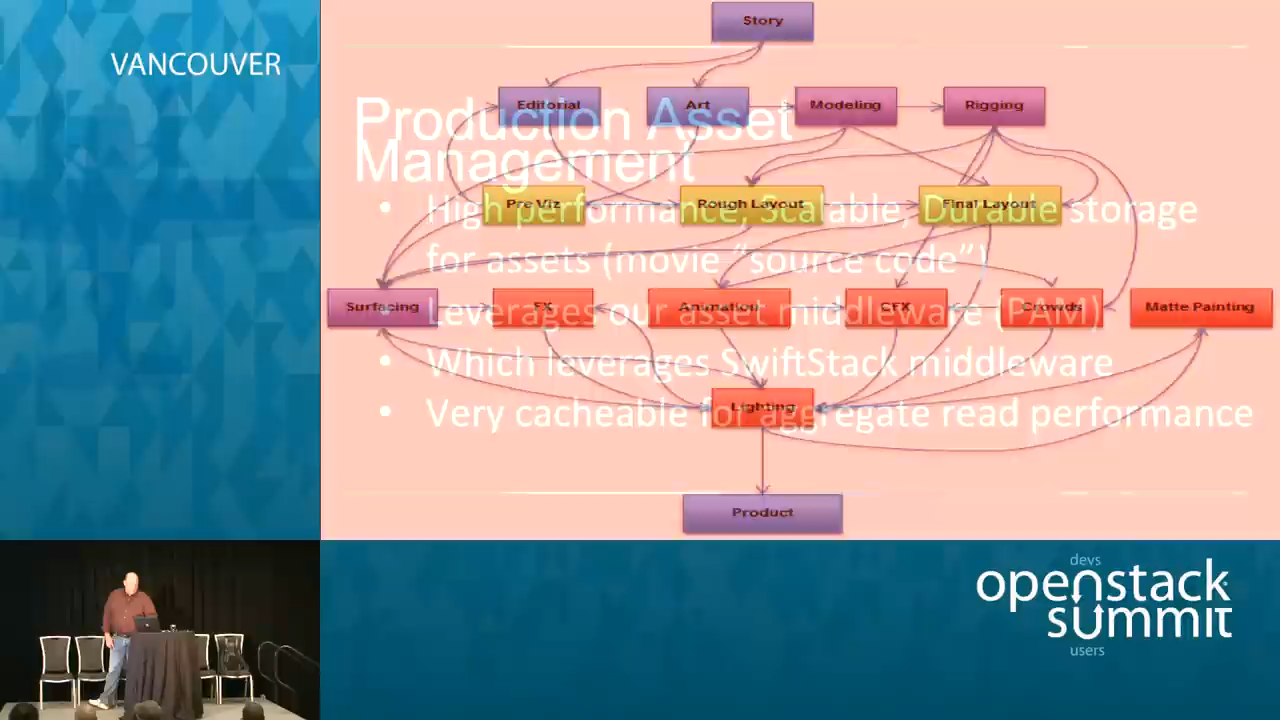 VANCOUVER
Story
Editorial
Art
Modeling
Rigging
Production Asset
Management
Pre Viz
Rough Layout
Final Layout
• High performance, Scalable, Durable storage
for assets (movie “source code”)
Surfacing
FX
Animation
CFX
Crowds
Matte Painting
• Leverages our asset middleware (PAM)
• Which leverages SwiftStack middleware
Lighting
• Very cacheable for aggregate read performance
Product
devs
openstack
summit
users